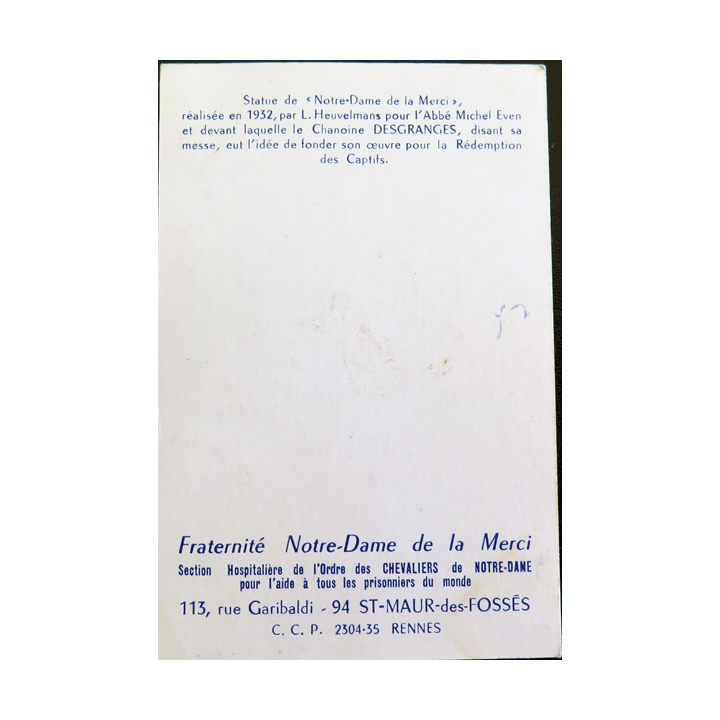 Statue de « Notre-Dame de la Merci »,
réalisée en 1932, par L. Heuvelmans pour l'Abbé Michel Even
et devant laquelle le Chanoine DESGRANGES, disant sa
messe, eut l'idée de fonder son œuvre pour la Rédemption
des Captifs.
Fraternité Notre-Dame de la Merci
Section Hospitalière de l'Ordre des CHEVALIERS de NOTRE-DAME
pour l'aide à tous les prisonniers du monde
113, rue Garibaldi - 94 ST-MAUR-des-FOSSÉS
C. C. P. 2304-35 RENNES